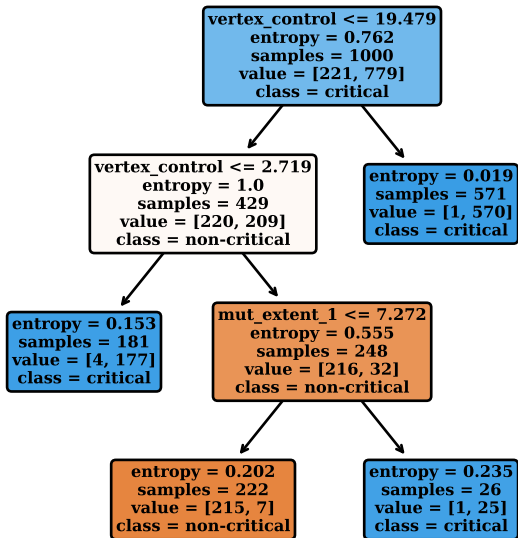 vertex_control <= 19.479
entropy = 0.762
samples = 1000
value = [221, 779]
class = critical
vertex_control <= 2.719
entropy = 1.0
samples = 429
value = [220, 209]
class = non-critical
entropy = 0.019
samples = 571
value = [1, 570]
class = critical
entropy = 0.153
samples = 181
value = [4, 177]
class = critical
mut_extent_1 <= 7.272
entropy = 0.555
samples = 248
value = [216, 32]
class = non-critical
entropy = 0.202
samples = 222
value = [215, 7]
class = non-critical
entropy = 0.235
samples = 26
value = [1, 25]
class = critical